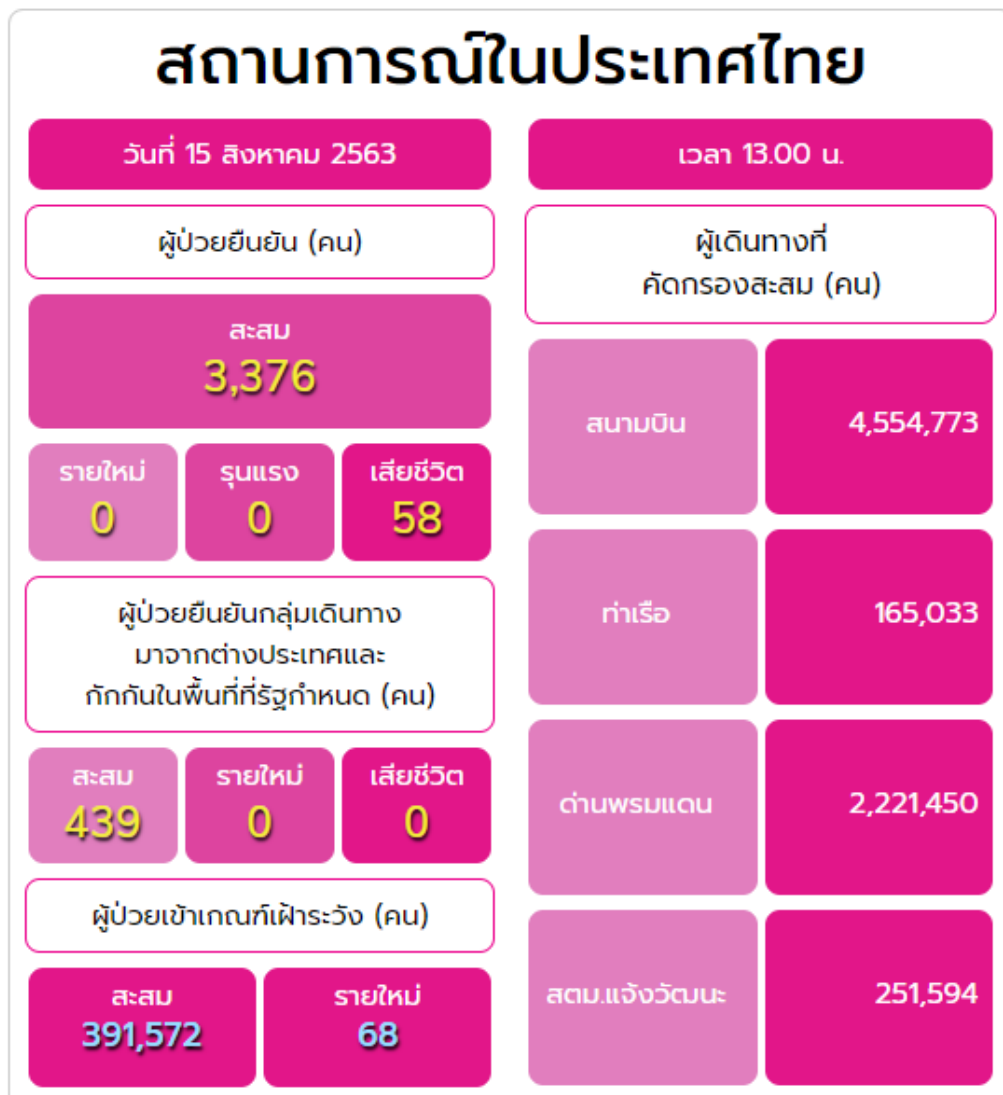 สถานการณ์ในประเทศไทย
วันที่ 15 สิงหาคม 2563
เวลา 13.00 น.
ผู้ป่วยยืนยัน (คน)
สะสม
3,376
รายใหม่
0
รุนแรง
0
เสียชีวิต
58
ผู้ป่วยยืนยันกลุ่มเดินทาง
มาจากต่างประเทศและ
กักกันในพื้นที่ที่รัฐกำหนด (คน)
สะสม
439
รายใหม่
0
เสียชีวิต
0
ผู้ป่วยเข้าเกณฑ์เฝ้าระวัง (คน)
สะสม
391,572
รายใหม่
68
ผู้เดินทางที่
คัดกรองสะสม (คน)
สนามบิน 4,554,773
ท่าเรือ 165,033
ด่านพรมแดน 2,221,450
สตม.แจ้งวัฒนะ 251,594